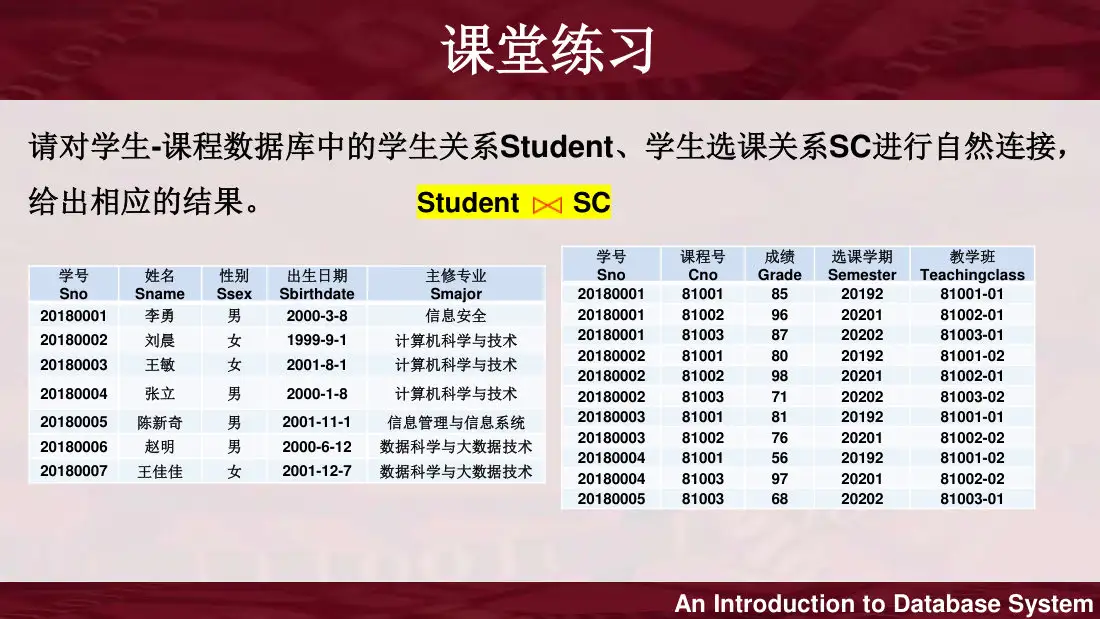 课堂练习
请对学生-课程数据库中的学生关系Student、学生选课关系SC进行自然连接，
给出相应的结果。 Student ⋈ SC
学号 姓名 性别 出生日期 主修专业
Sno Sname Ssex Sbirthdate Smajor
20180001 李勇 男 2000-3-8 信息安全
20180002 刘晨 女 1999-9-1 计算机科学与技术
20180003 王敏 女 2001-8-1 计算机科学与技术
20180004 张立 男 2000-1-8 计算机科学与技术
20180005 陈新奇 男 2001-11-1 信息管理与信息系统
20180006 赵明 男 2000-6-12 数据科学与大数据技术
20180007 王佳佳 女 2001-12-7 数据科学与大数据技术
学号 课程号 成绩 选课学期 教学班
Sno Cno Grade Semester Teachingclass
20180001 81001 85 20192 81001-01
20180001 81002 96 20201 81002-01
20180001 81003 87 20202 81003-01
20180002 81001 80 20192 81001-02
20180002 81002 98 20201 81002-01
20180002 81003 71 20202 81003-02
20180003 81001 81 20192 81001-01
20180003 81002 76 20201 81002-02
20180004 81001 56 20192 81001-02
20180004 81003 97 20201 81002-02
20180005 81003 68 20202 81003-01
An Introduction to Database System